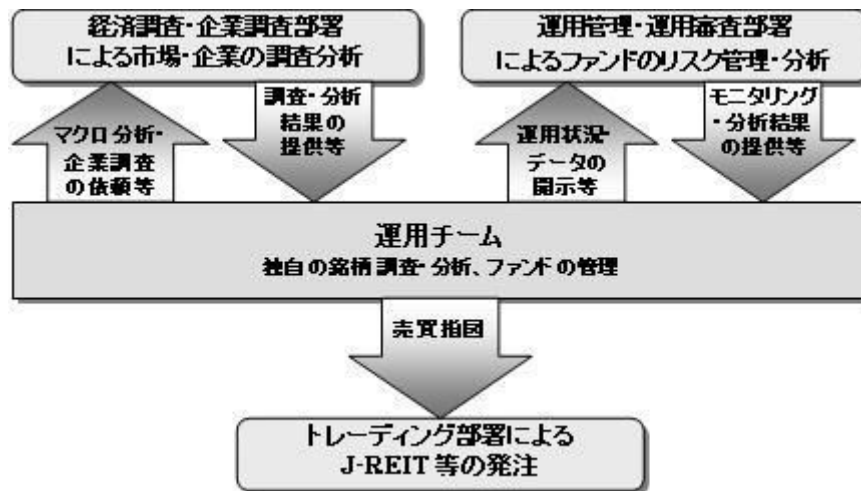 経済調査・企業調査部署
による市場・企業の調査分析
運用管理・運用審査部署
によるファンドのリスク管理・分析
マクロ分析・
企業調査
の依頼等
調査・分析
結果の
提供等
運用状況・
データの
開示等
モニタリング
・分析結果
の提供等
運用チーム
独自の銘柄調査・分析、ファンドの管理
売買指図
トレーディング部署による
J-REIT等の発注